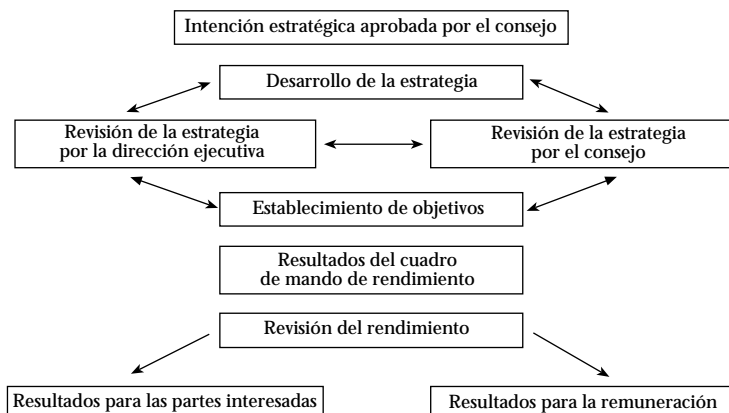 Intención estratégica aprobada por el consejo
Desarrollo de la estrategia
Revisión de la estrategia
por la dirección ejecutiva
Revisión de la estrategia
por el consejo
Establecimiento de objetivos
Resultados del cuadro
de mando de rendimiento
Revisión del rendimiento
Resultados para las partes interesadas
Resultados para la remuneración